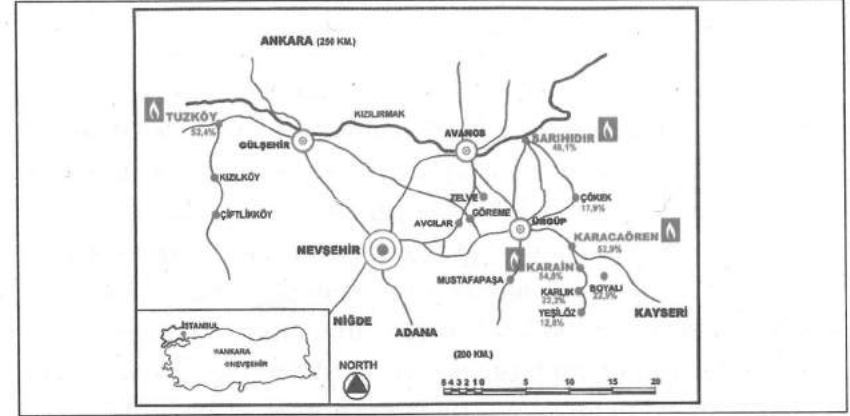 ANKARA (250 KM.)
TUZKÖY
52,4%
KIZILIRMAK
GÜLŞEHİR
AVANOS
SARIHIDIR
48,1%
KIZILKÖY
ÇİFTLİKKÖY
ZELVE
ÇÖKEK
17,9%
AVCILAR
GÖREME
ÜRGÜP
NEVŞEHİR
KARACAÖREN
52,9%
KARAİN
54,8%
MUSTAFAPAŞA
BOYALI
22,9%
KARLIK
23,3%
YEŞİLÖZ
12,8%
KAYSERİ
NİĞDE
ADANA
İSTANBUL
ANKARA
NEVŞEHİR
NORTH
(200 KM.)
5 4 3 2 1 0 5 10 15 20